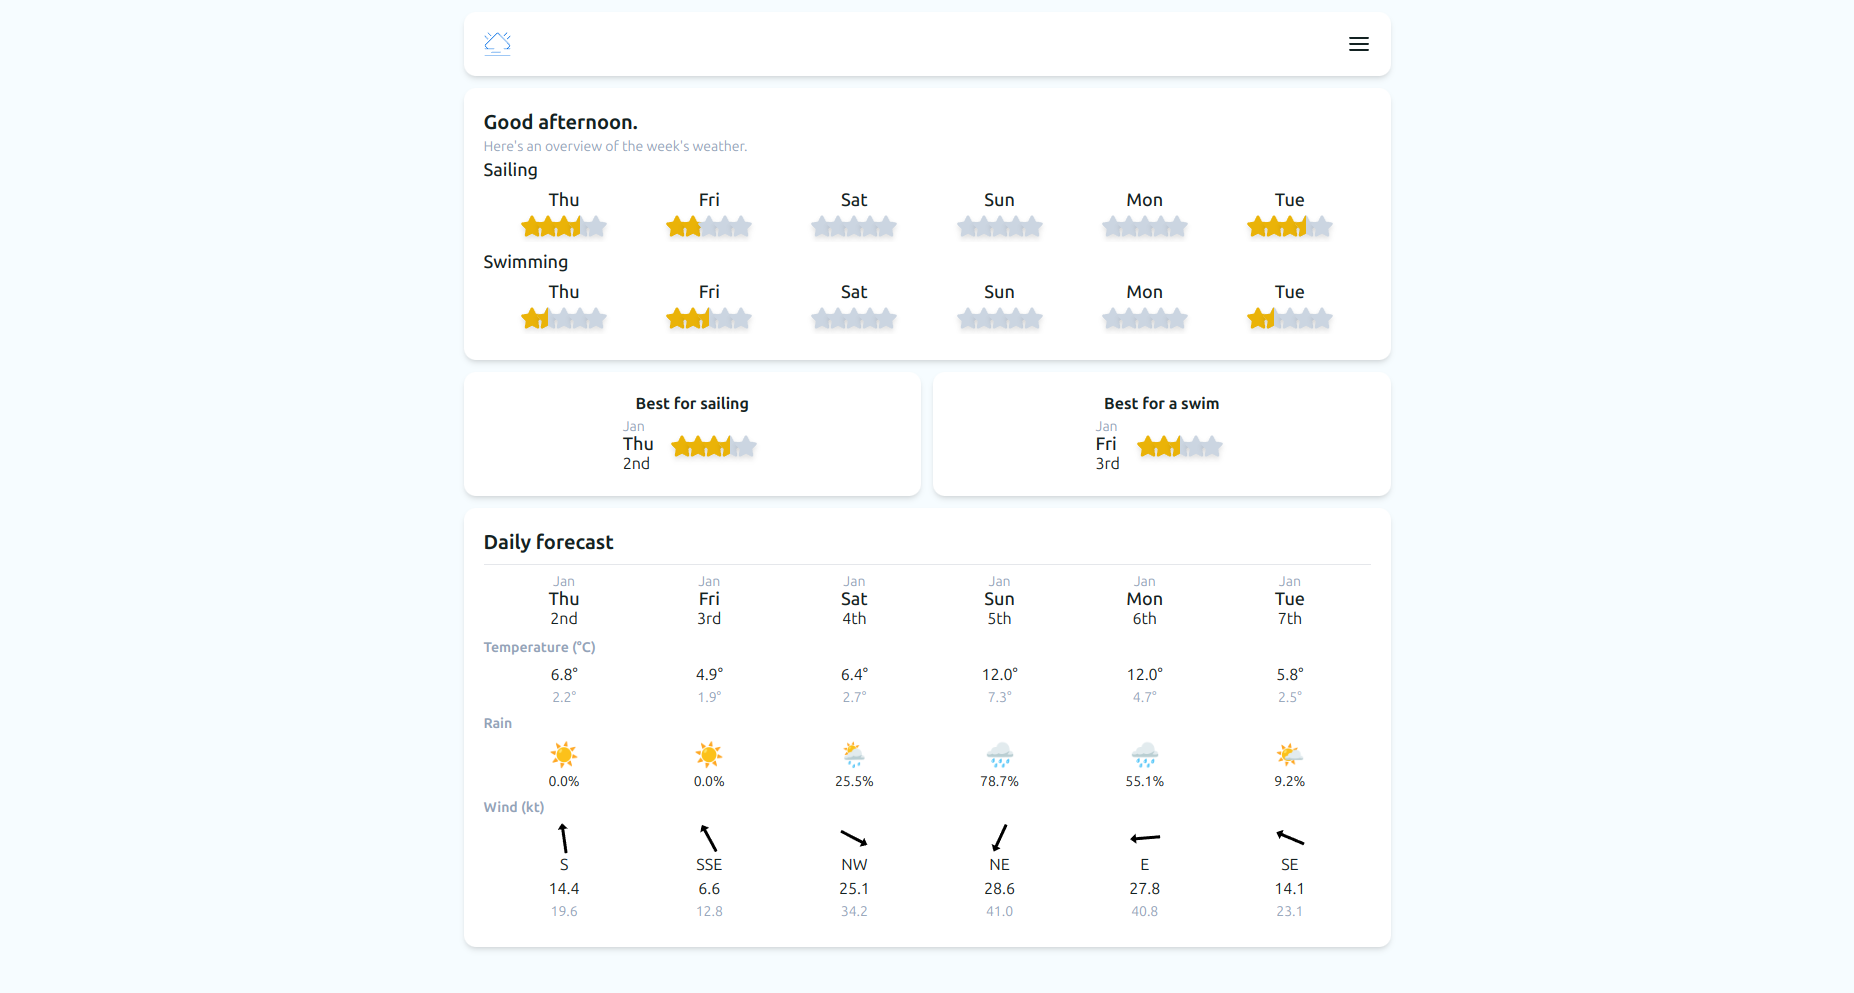 Good afternoon.
Here's an overview of the week's weather.
Sailing
Thu Fri Sat Sun Mon Tue
Swimming
Thu Fri Sat Sun Mon Tue
Best for sailing
Jan
Thu
2nd
Best for a swim
Jan
Fri
3rd
Daily forecast
Jan Jan Jan Jan Jan Jan
Thu Fri Sat Sun Mon Tue
2nd 3rd 4th 5th 6th 7th
Temperature (°C)
6.8° 4.9° 6.4° 12.0° 12.0° 5.8°
2.2° 1.9° 2.7° 7.3° 4.7° 2.5°
Rain
0.0% 0.0% 25.5% 78.7% 55.1% 9.2%
Wind (kt)
S SSE NW NE E SE
14.4 6.6 25.1 28.6 27.8 14.1
19.6 12.8 34.2 41.0 40.8 23.1